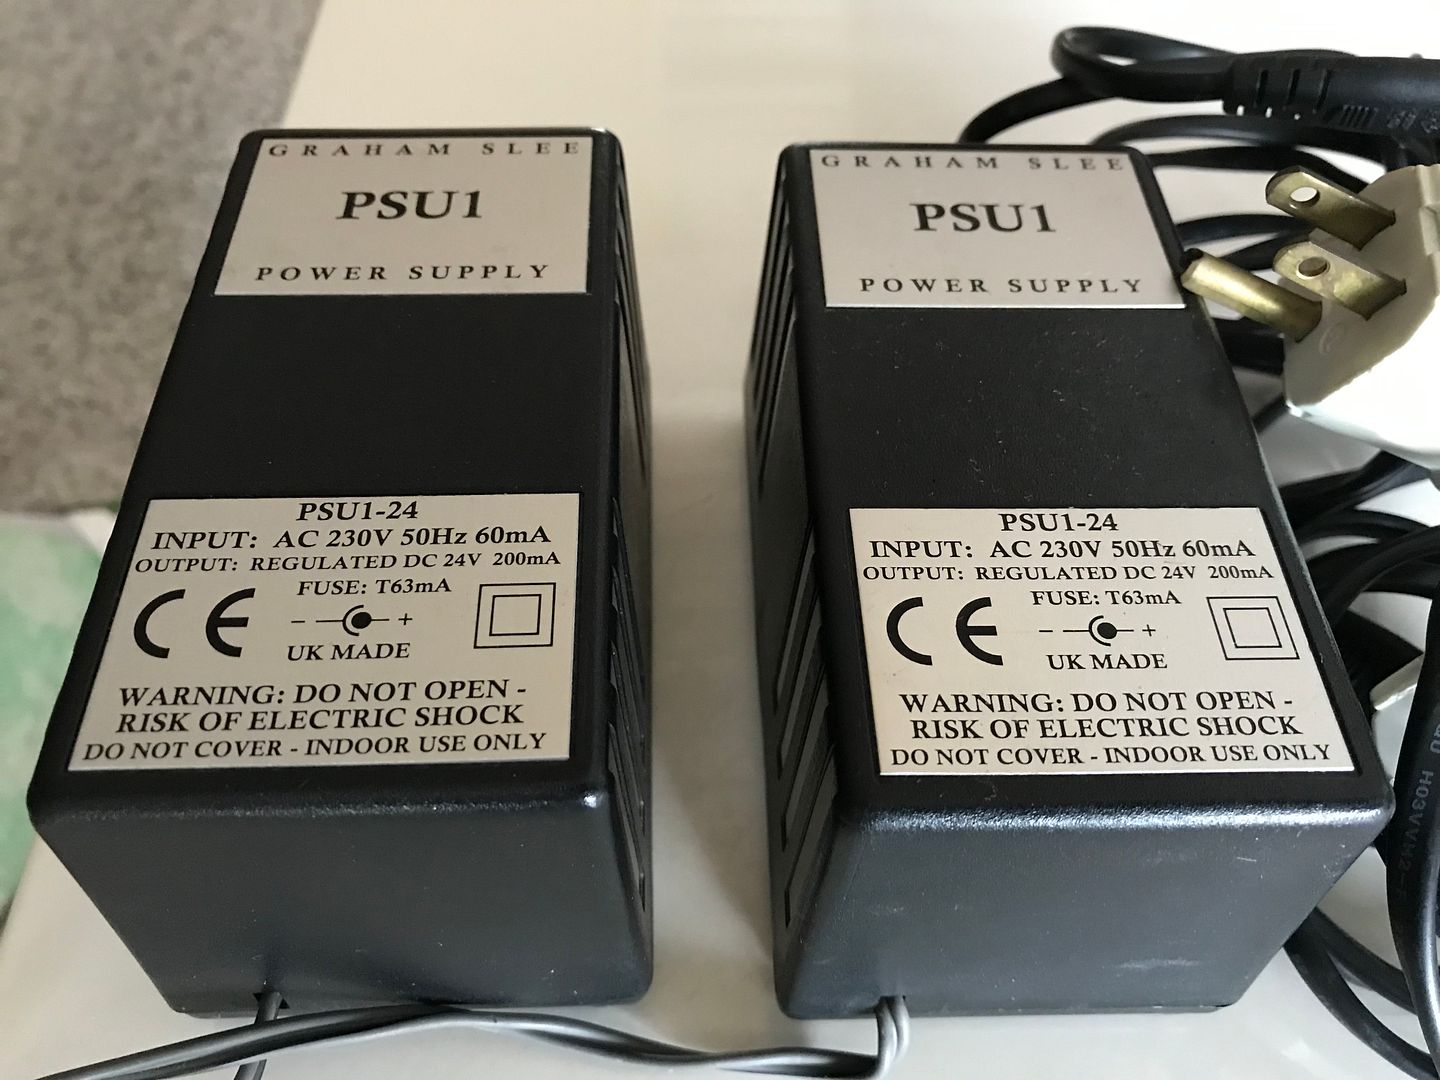 GRAHAM SLEE
PSU1
POWER SUPPLY
PSU1-24
INPUT: AC 230V 50Hz 60mA
OUTPUT: REGULATED DC 24V 200mA
FUSE: T63mA
CE
- +
UK MADE
WARNING: DO NOT OPEN -
RISK OF ELECTRIC SHOCK
DO NOT COVER - INDOOR USE ONLY
GRAHAM SLEE
PSU1
POWER SUPPLY
PSU1-24
INPUT: AC 230V 50Hz 60mA
OUTPUT: REGULATED DC 24V 200mA
FUSE: T63mA
CE
- +
UK MADE
WARNING: DO NOT OPEN -
RISK OF ELECTRIC SHOCK
DO NOT COVER - INDOOR USE ONLY